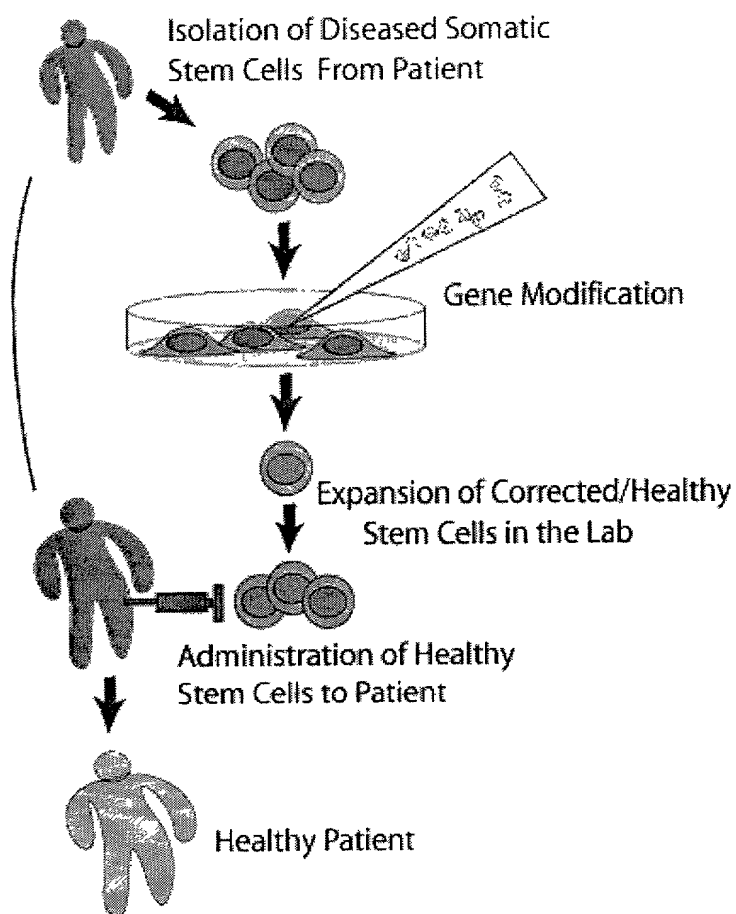 Isolation of Diseased Somatic
Stem Cells From Patient
Gene Modification
Expansion of Corrected/Healthy
Stem Cells in the Lab
Administration of Healthy
Stem Cells to Patient
Healthy Patient